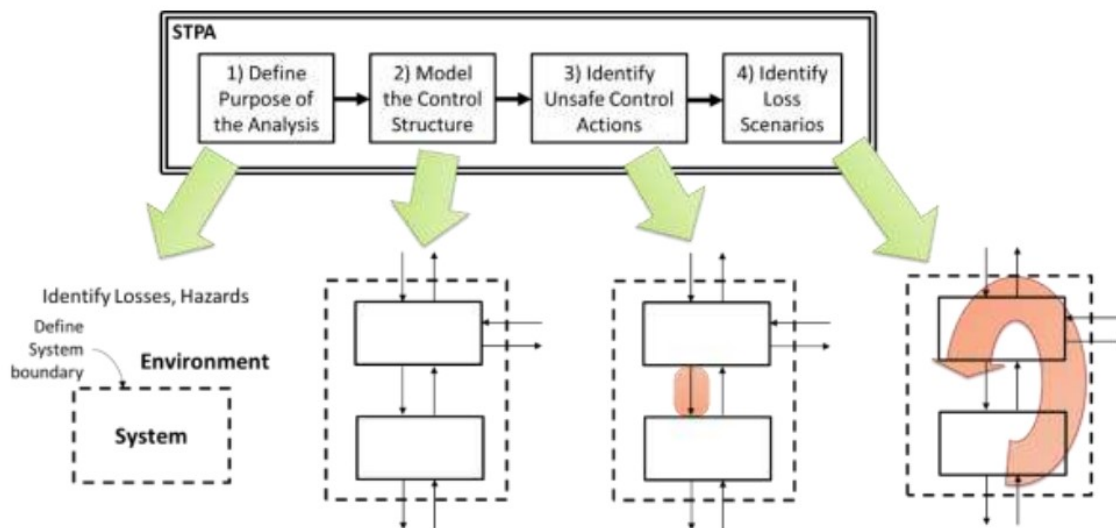 STPA
1) Define
Purpose of
the Analysis
2) Model
the Control
Structure
3) Identify
Unsafe Control
Actions
4) Identify
Loss
Scenarios
Identify Losses, Hazards
Define
System
boundary
Environment
System